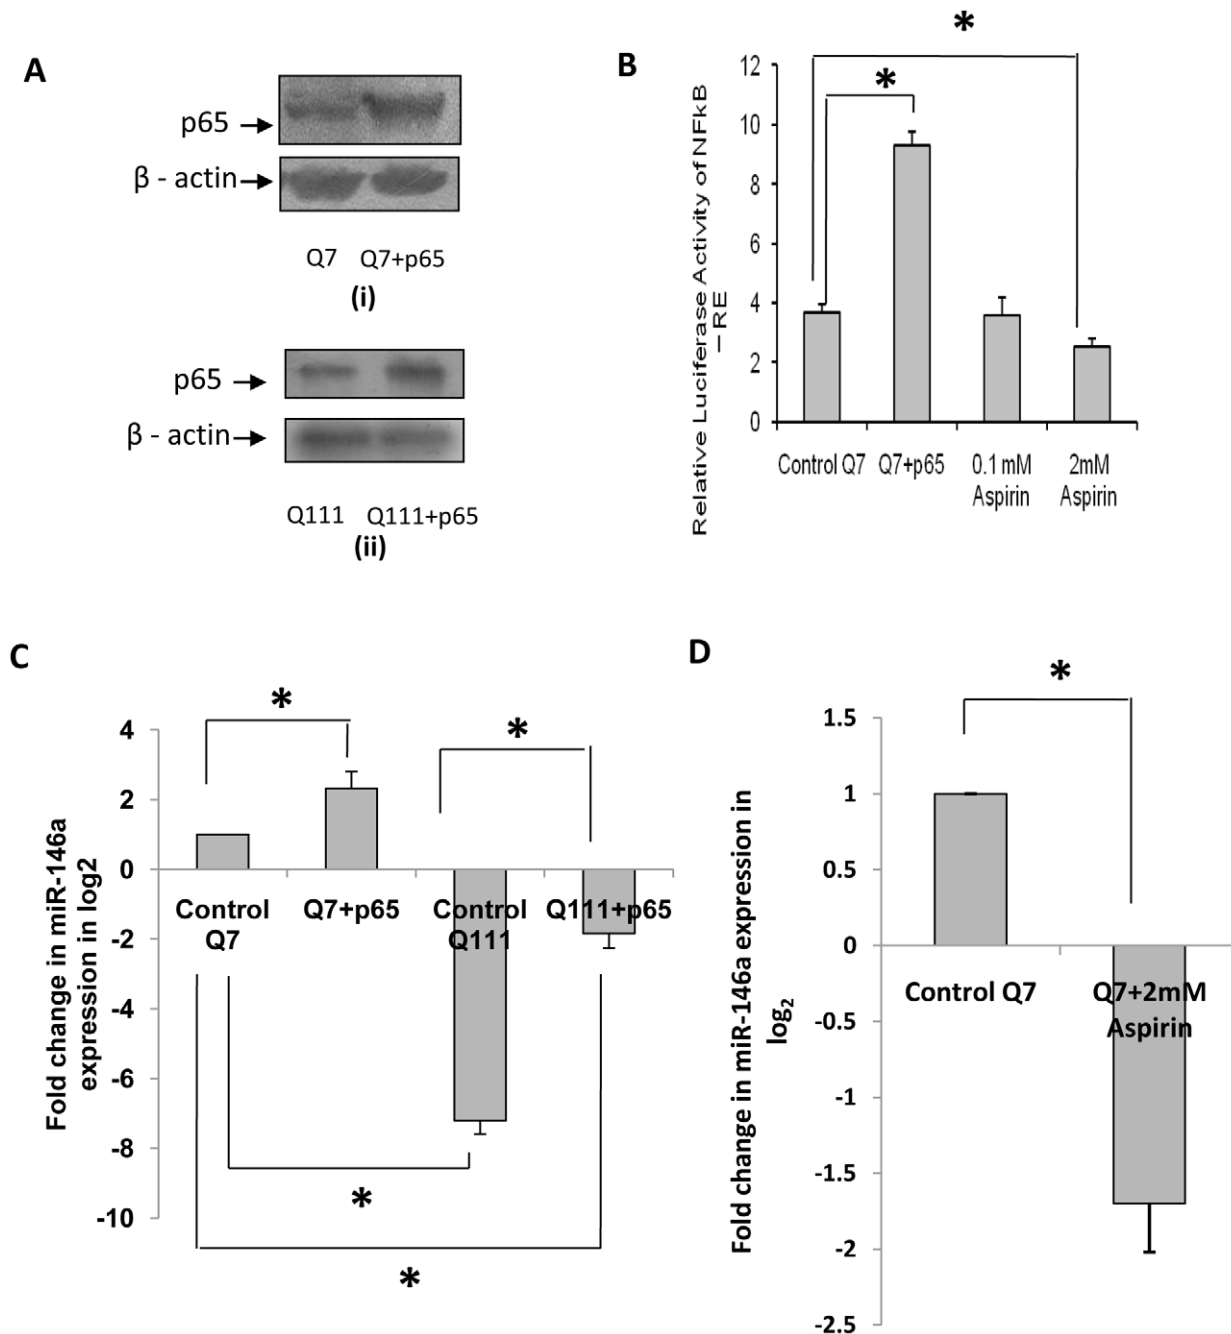 A
p65
β - actin
Q7 Q7+p65
(i)
p65
β - actin
Q111 Q111+p65
(ii)
B
Relative Luciferase Activity of NFkB
– RE
12
10
8
6
4
2
0
*
*
Control Q7 Q7+p65 0.1 mM Aspirin 2mM Aspirin
C
Fold change in miR-146a
expression in log2
4
2
0
-2
-4
-6
-8
-10
*
*
Control Q7 Q7+p65 Control Q111 Q111+p65
*
*
D
Fold change in miR-146a expression in
log₂
1.5
1
0.5
0
-0.5
-1
-1.5
-2
-2.5
*
Control Q7 Q7+2mM Aspirin